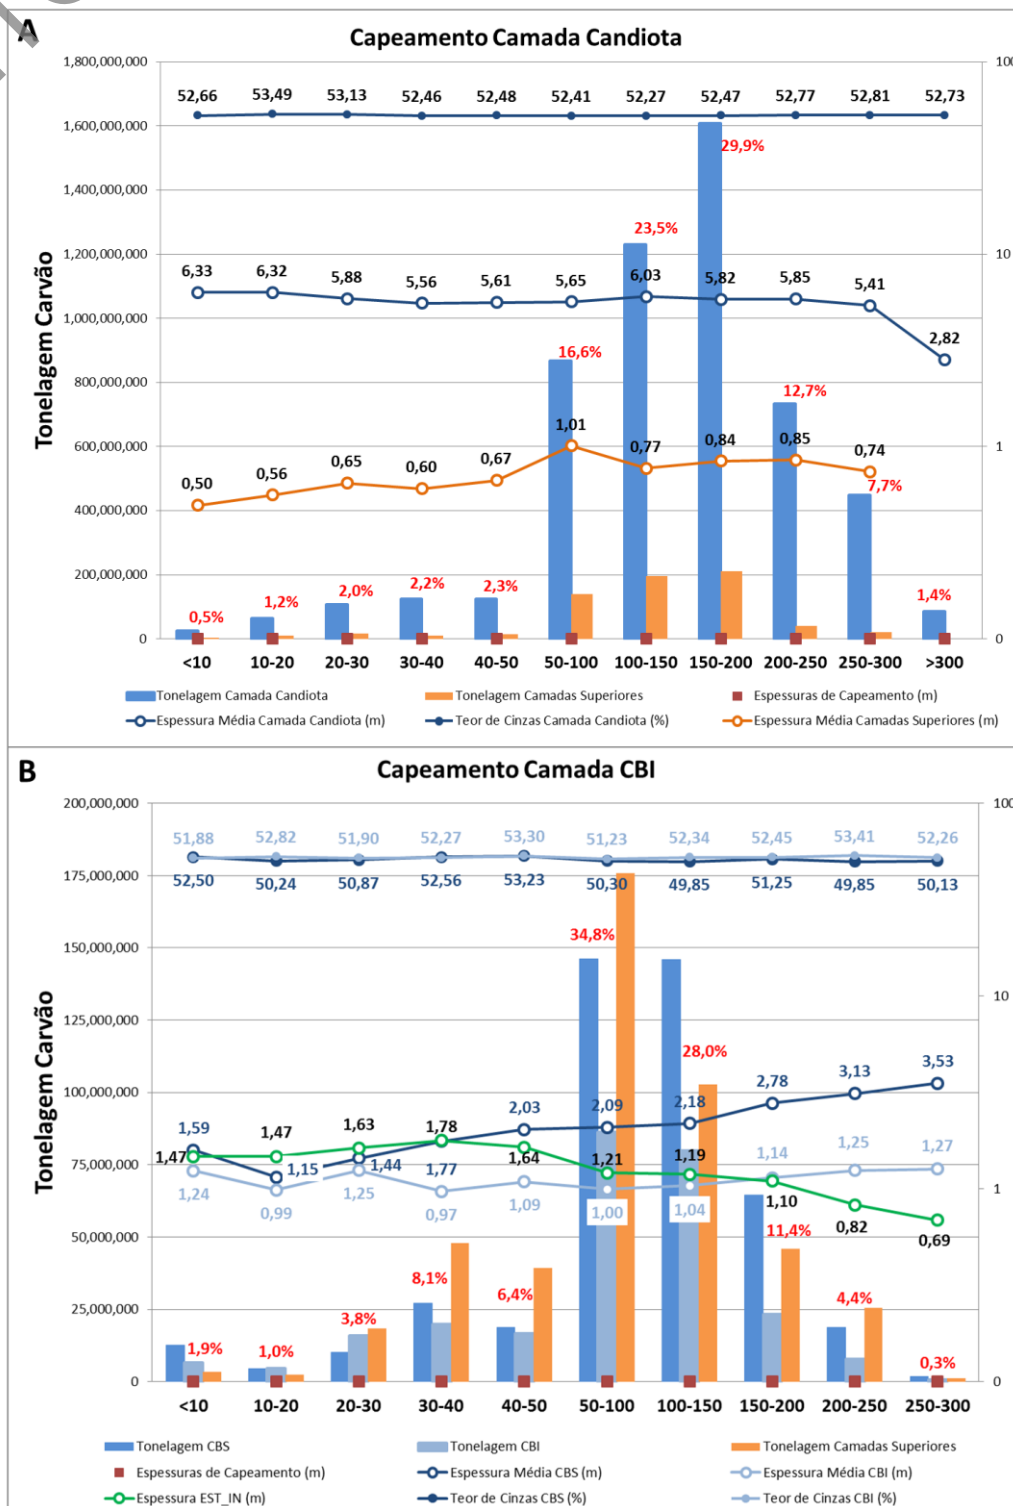 A
Capeamento Camada Candiota
Tonelagem Carvão
1,800,000,000
1,600,000,000
1,400,000,000
1,200,000,000
1,000,000,000
800,000,000
600,000,000
400,000,000
200,000,000
0
100
10
1
0
52,66 53,49 53,13 52,46 52,48 52,41 52,27 52,47 52,77 52,81 52,73
29,9%
23,5%
6,33 6,32 5,88 5,56 5,61 5,65 6,03 5,82 5,85 5,41 2,82
16,6%
12,7%
0,50 0,56 0,65 0,60 0,67 1,01 0,77 0,84 0,85 0,74
7,7%
0,5% 1,2% 2,0% 2,2% 2,3% 1,4%
<10 10-20 20-30 30-40 40-50 50-100 100-150 150-200 200-250 250-300 >300
Tonelagem Camada Candiota Tonelagem Camadas Superiores Espessuras de Capeamento (m)
Espessura Média Camada Candiota (m) Teor de Cinzas Camada Candiota (%) Espessura Média Camadas Superiores (m)
B
Capeamento Camada CBI
Tonelagem Carvão
200,000,000
175,000,000
150,000,000
125,000,000
100,000,000
75,000,000
50,000,000
25,000,000
0
100
10
1
0
51,88 52,82 51,90 52,27 53,30 51,23 52,34 52,45 53,41 52,26
52,50 50,24 50,87 52,56 53,23 50,30 49,85 51,25 49,85 50,13
34,8%
28,0%
1,59 1,15 1,44 1,77 2,03 2,09 2,18 2,78 3,13 3,53
1,47 1,47 1,63 1,78 1,64 1,21 1,19 1,10 0,82 0,69
1,24 0,99 1,25 0,97 1,09 1,00 1,04 1,14 1,25 1,27
1,9% 1,0% 3,8% 8,1% 6,4% 11,4% 4,4% 0,3%
<10 10-20 20-30 30-40 40-50 50-100 100-150 150-200 200-250 250-300
Tonelagem CBS Tonelagem CBI Tonelagem Camadas Superiores
Espessuras de Capeamento (m) Espessura Média CBS (m) Espessura Média CBI (m)
Espessura EST_IN (m) Teor de Cinzas CBS (%) Teor de Cinzas CBI (%)